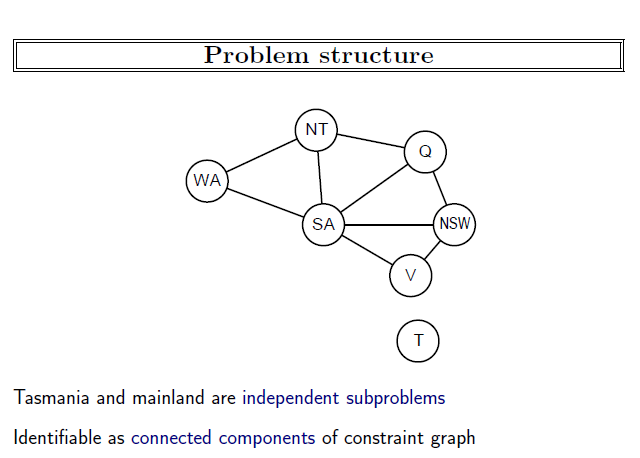 Problem structure
NT
Q
WA
SA
NSW
V
T
Tasmania and mainland are independent subproblems
Identifiable as connected components of constraint graph